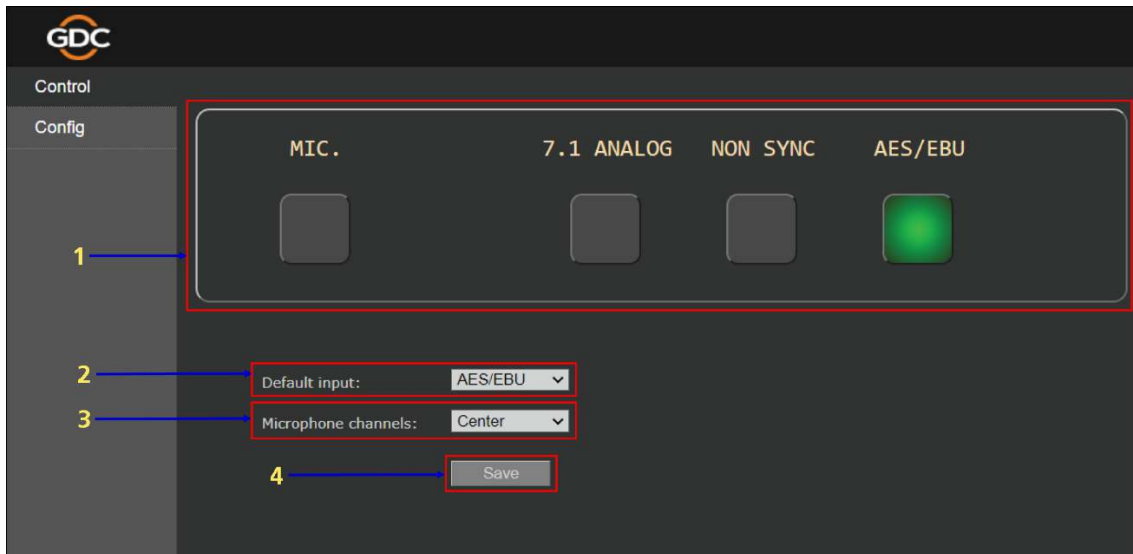 GDC
Control
Config
MIC. 7.1 ANALOG NON SYNC AES/EBU
1
2 Default input: AES/EBU
3 Microphone channels: Center
4 Save